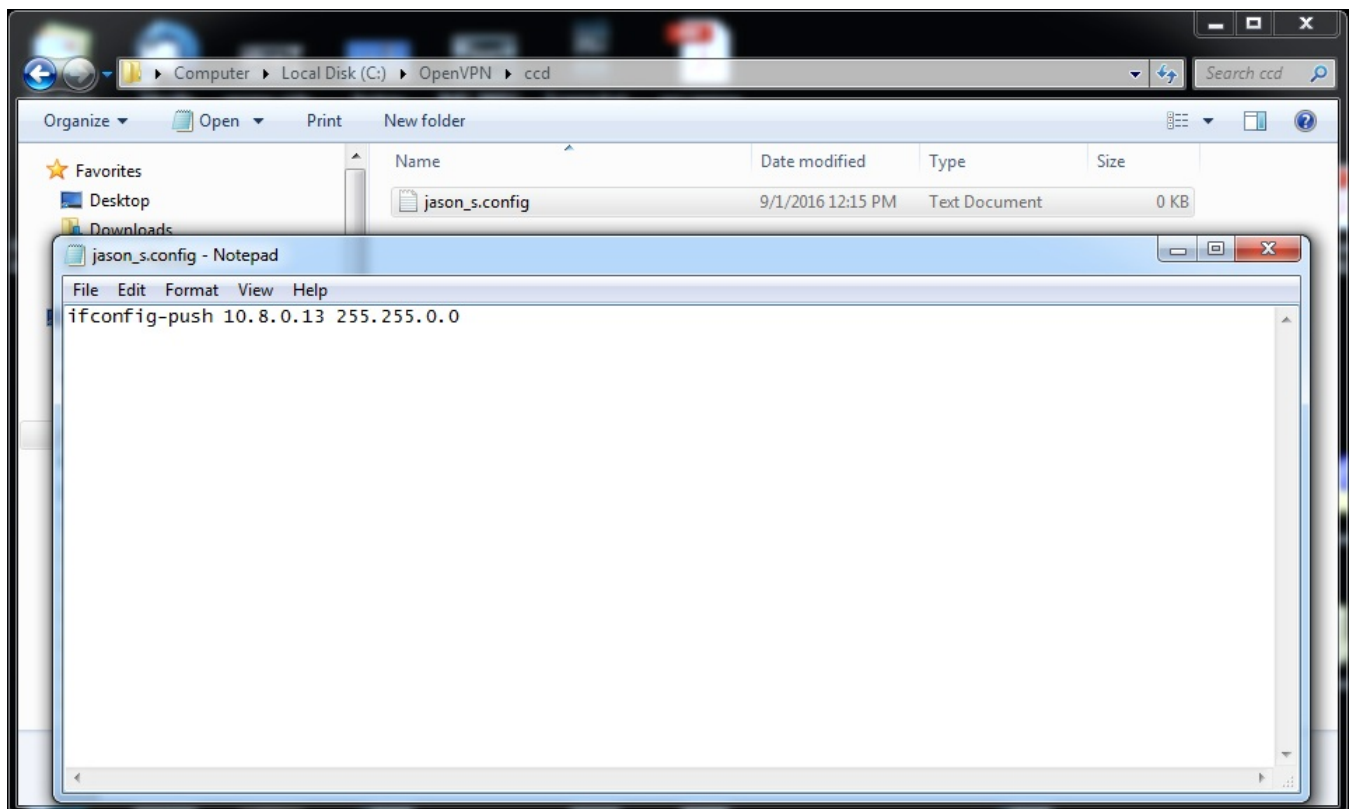 Computer ▸ Local Disk (C:) ▸ OpenVPN ▸ ccd
Search ccd
Organize Open Print New folder
Favorites
Desktop
Downloads
Name Date modified Type Size
jason_s.config 9/1/2016 12:15 PM Text Document 0 KB
jason_s.config - Notepad
File Edit Format View Help
ifconfig-push 10.8.0.13 255.255.0.0